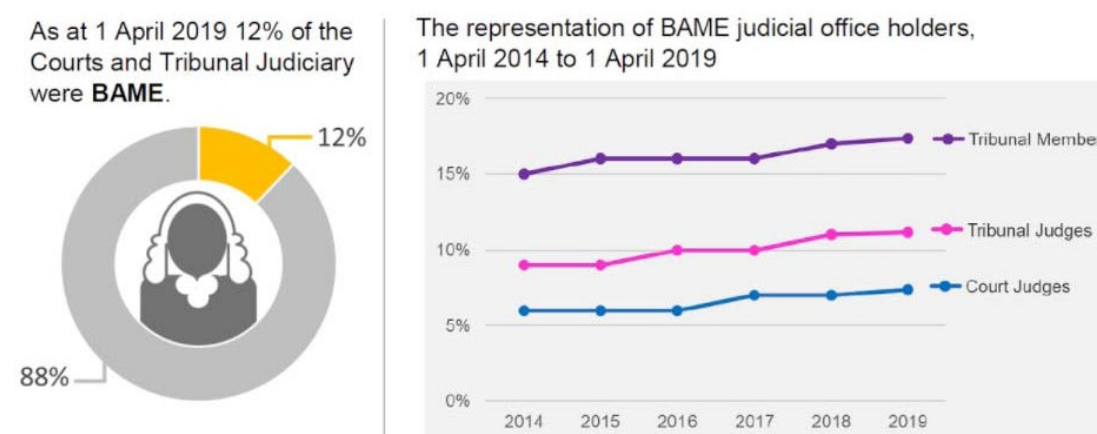 As at 1 April 2019 12% of the
Courts and Tribunal Judiciary
were BAME.
12%
88%
The representation of BAME judicial office holders,
1 April 2014 to 1 April 2019
20%
15%
10%
5%
0%
2014 2015 2016 2017 2018 2019
Tribunal Membe
Tribunal Judges
Court Judges